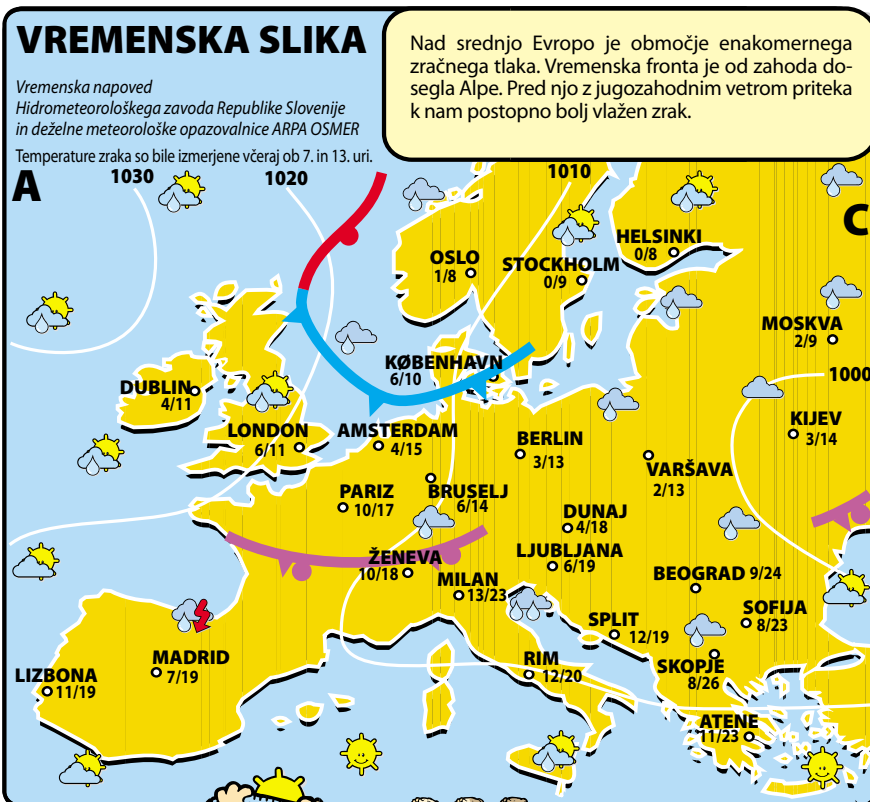 VREMENSKA SLIKA
Vremenska napoved
Hidrometeorološkega zavoda Republike Slovenije
in deželne meteorološke opazovalnice ARPA OSMER
Temperature zraka so bile izmerjene včeraj ob 7. in 13. uri.
Nad srednjo Evropo je območje enakomernega
zračnega tlaka. Vremenska fronta je od zahoda do-
segla Alpe. Pred njo z jugozahodnim vetrom priteka
k nam postopno bolj vlažen zrak.
A
1030
1020
1010
C
OSLO
1/8
STOCKHOLM
0/9
HELSINKI
0/8
MOSKVA
2/9
1000
KØBENHAVN
6/10
DUBLIN
4/11
LONDON
6/11
AMSTERDAM
4/15
BERLIN
3/13
KIJEV
3/14
VARŠAVA
2/13
PARIZ
10/17
BRUSELJ
6/14
DUNAJ
4/18
LJUBLJANA
6/19
ŽENEVA
10/18
MILAN
13/23
BEOGRAD 9/24
SOFIJA
8/23
SPLIT
12/19
SKOPJE
8/26
RIM
12/20
MADRID
7/19
LIZBONA
11/19
ATENE
11/23